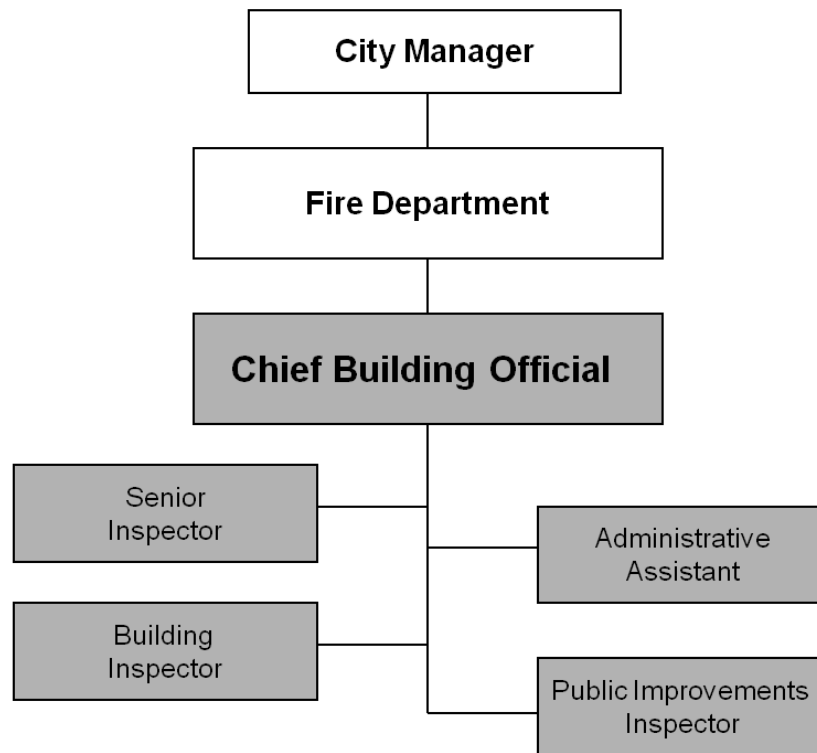 City Manager
Fire Department
Chief Building Official
Senior
Inspector
Administrative
Assistant
Building
Inspector
Public Improvements
Inspector